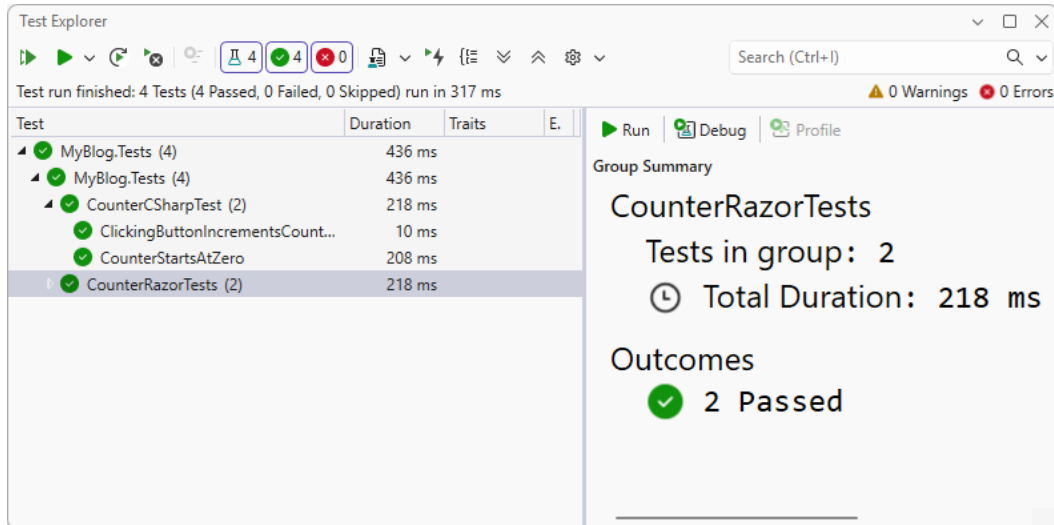 Test Explorer
4 4 0
Search (Ctrl+I)
Test run finished: 4 Tests (4 Passed, 0 Failed, 0 Skipped) run in 317 ms
0 Warnings 0 Errors
Test Duration Traits E.
MyBlog.Tests (4) 436 ms
MyBlog.Tests (4) 436 ms
CounterCSharpTest (2) 218 ms
ClickingButtonIncrementsCount... 10 ms
CounterStartsAtZero 208 ms
CounterRazorTests (2) 218 ms
Run Debug Profile
Group Summary
CounterRazorTests
Tests in group: 2
Total Duration: 218 ms
Outcomes
2 Passed